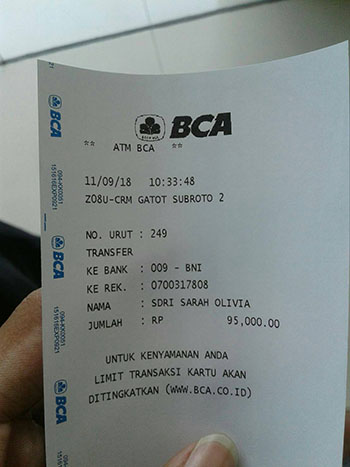 BCA
** ATM BCA **
11/09/18 10:33:48
Z08U-CRM GATOT SUBROTO 2
NO. URUT : 249
TRANSFER
KE BANK : 009 - BNI
KE REK. : 0700317808
NAMA : SDRI SARAH OLIVIA
JUMLAH : RP 95,000.00
UNTUK KENYAMANAN ANDA
LIMIT TRANSAKSI KARTU AKAN
DITINGKATKAN (WWW.BCA.CO.ID)
BCA
BCA
BCA